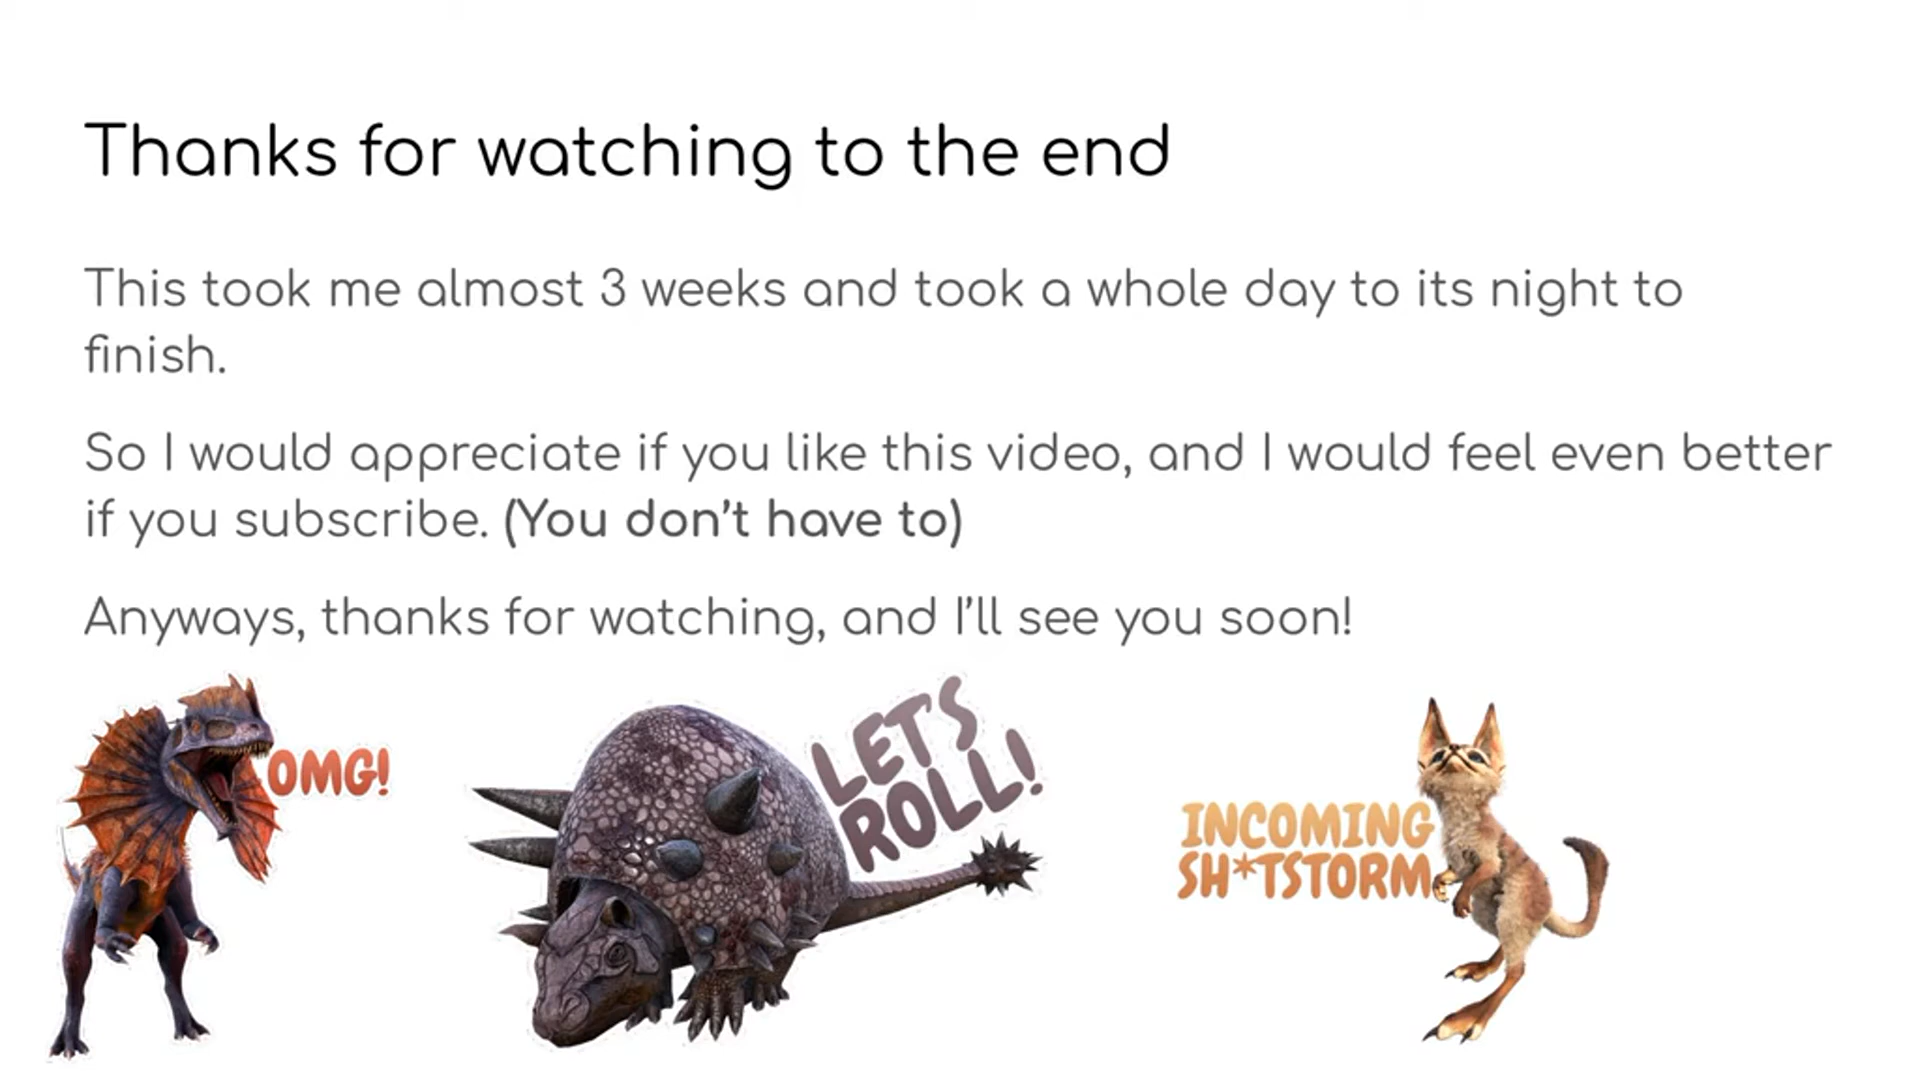 Thanks for watching to the end
This took me almost 3 weeks and took a whole day to its night to
finish.
So I would appreciate if you like this video, and I would feel even better
if you subscribe. (You don't have to)
Anyways, thanks for watching, and I'll see you soon!
OMG!
LET'S
ROLL!
INCOMING
SH*TSTORM